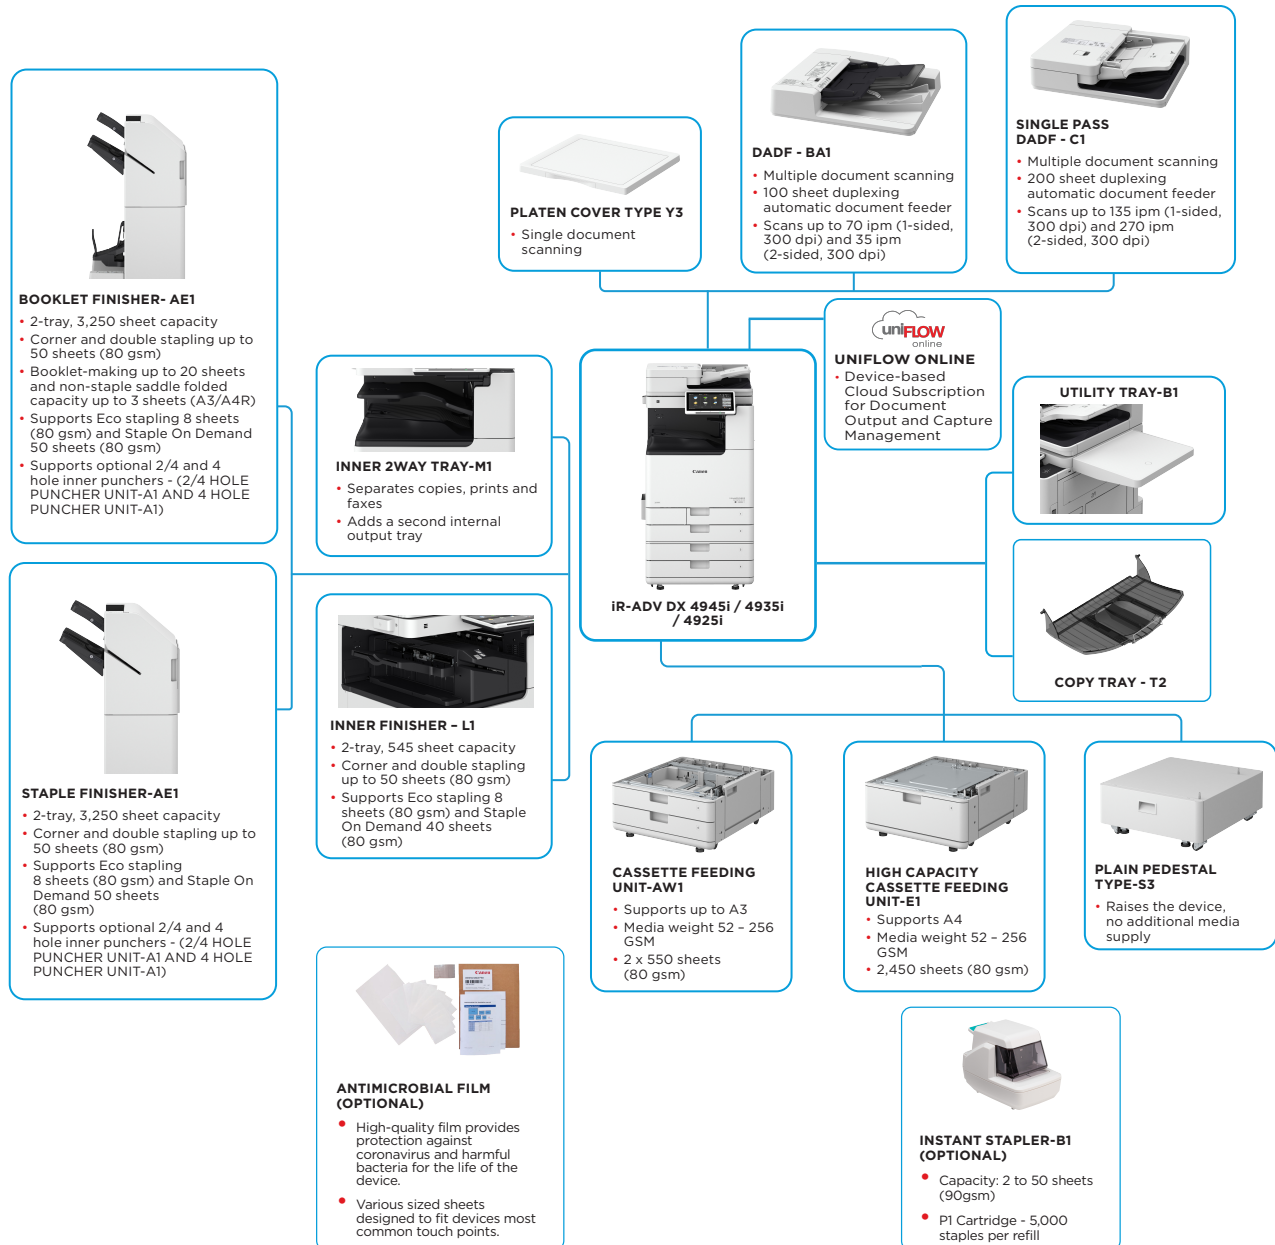 BOOKLET FINISHER- AE1
• 2-tray, 3,250 sheet capacity
• Corner and double stapling up to
50 sheets (80 gsm)
• Booklet-making up to 20 sheets
and non-staple saddle folded
capacity up to 3 sheets (A3/A4R)
• Supports Eco stapling 8 sheets
(80 gsm) and Staple On Demand
50 sheets (80 gsm)
• Supports optional 2/4 and 4
hole inner punchers - (2/4 HOLE
PUNCHER UNIT-A1 AND 4 HOLE
PUNCHER UNIT-A1)
STAPLE FINISHER-AE1
• 2-tray, 3,250 sheet capacity
• Corner and double stapling up to
50 sheets (80 gsm)
• Supports Eco stapling
8 sheets (80 gsm) and Staple On
Demand 50 sheets
(80 gsm)
• Supports optional 2/4 and 4
hole inner punchers - (2/4 HOLE
PUNCHER UNIT-A1 AND 4 HOLE
PUNCHER UNIT-A1)
INNER 2WAY TRAY-M1
• Separates copies, prints and
faxes
• Adds a second internal
output tray
INNER FINISHER – L1
• 2-tray, 545 sheet capacity
• Corner and double stapling
up to 50 sheets (80 gsm)
• Supports Eco stapling 8
sheets (80 gsm) and Staple
On Demand 40 sheets
(80 gsm)
PLATEN COVER TYPE Y3
• Single document
scanning
DADF - BA1
• Multiple document scanning
• 100 sheet duplexing
automatic document feeder
• Scans up to 70 ipm (1-sided,
300 dpi) and 35 ipm
(2-sided, 300 dpi)
SINGLE PASS
DADF - C1
• Multiple document scanning
• 200 sheet duplexing
automatic document feeder
• Scans up to 135 ipm (1-sided,
300 dpi) and 270 ipm
(2-sided, 300 dpi)
uniFLOW
online
UNIFLOW ONLINE
• Device-based
Cloud Subscription
for Document
Output and Capture
Management
Canon
iR-ADV DX 4945i / 4935i
/ 4925i
UTILITY TRAY-B1
COPY TRAY - T2
CASSETTE FEEDING
UNIT-AW1
• Supports up to A3
• Media weight 52 – 256
GSM
• 2 x 550 sheets
(80 gsm)
HIGH CAPACITY
CASSETTE FEEDING
UNIT-E1
• Supports A4
• Media weight 52 – 256
GSM
• 2,450 sheets (80 gsm)
PLAIN PEDESTAL
TYPE-S3
• Raises the device,
no additional media
supply
Canon
ANTIMICROBIAL FILM
(OPTIONAL)
• High-quality film provides
protection against
coronavirus and harmful
bacteria for the life of the
device.
• Various sized sheets
designed to fit devices most
common touch points.
INSTANT STAPLER-B1
(OPTIONAL)
• Capacity: 2 to 50 sheets
(90gsm)
• P1 Cartridge - 5,000
staples per refill